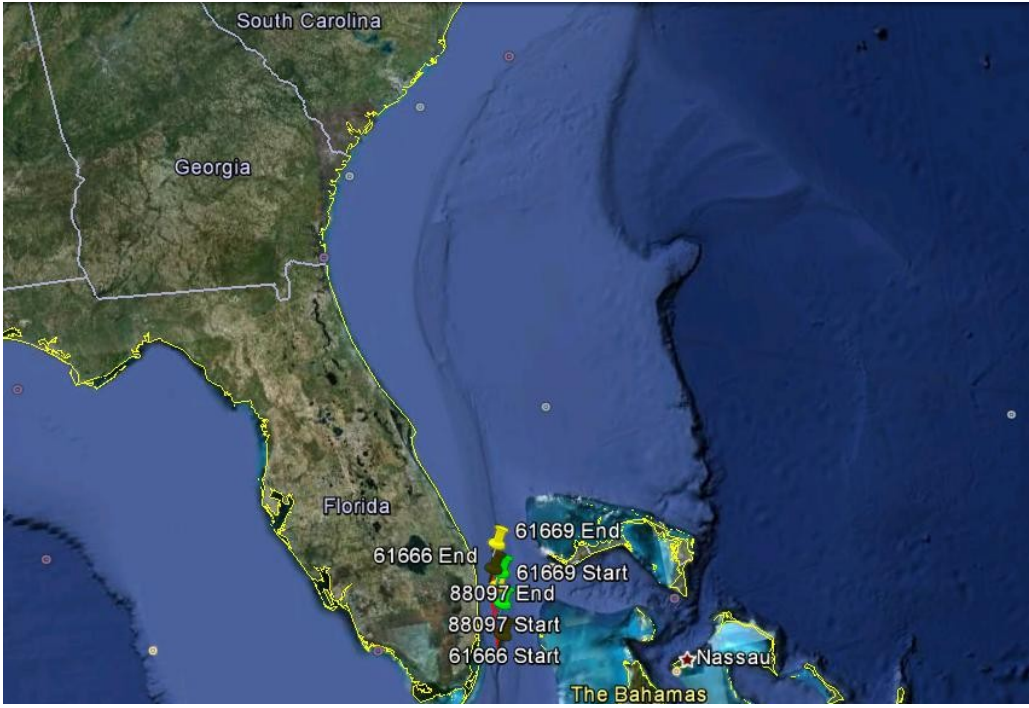 South Carolina
Georgia
Florida
61669 End
61666 End
61669 Start
88097 End
88097 Start
61666 Start
Nassau
The Bahamas